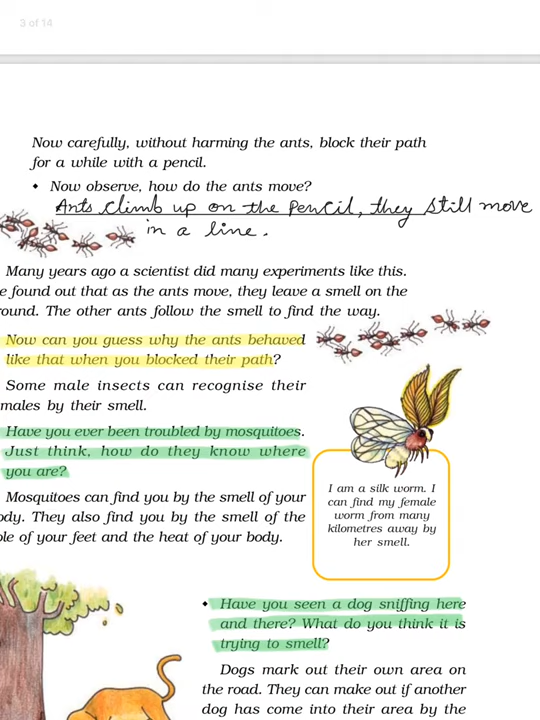 3 of 14
Now carefully, without harming the ants, block their path
for a while with a pencil.
◆ Now observe, how do the ants move?
Ants climb up on the Pencil, they still move
in a line.
Many years ago a scientist did many experiments like this.
e found out that as the ants move, they leave a smell on the
round. The other ants follow the smell to find the way.
Now can you guess why the ants behaved
like that when you blocked their path?
Some male insects can recognise their
males by their smell.
Have you ever been troubled by mosquitoes.
Just think, how do they know where
you are?
I am a silk worm. I
can find my female
worm from many
kilometres away by
her smell.
Mosquitoes can find you by the smell of your
ody. They also find you by the smell of the
ole of your feet and the heat of your body.
◆ Have you seen a dog sniffing here
and there? What do you think it is
trying to smell?
Dogs mark out their own area on
the road. They can make out if another
dog has come into their area by the